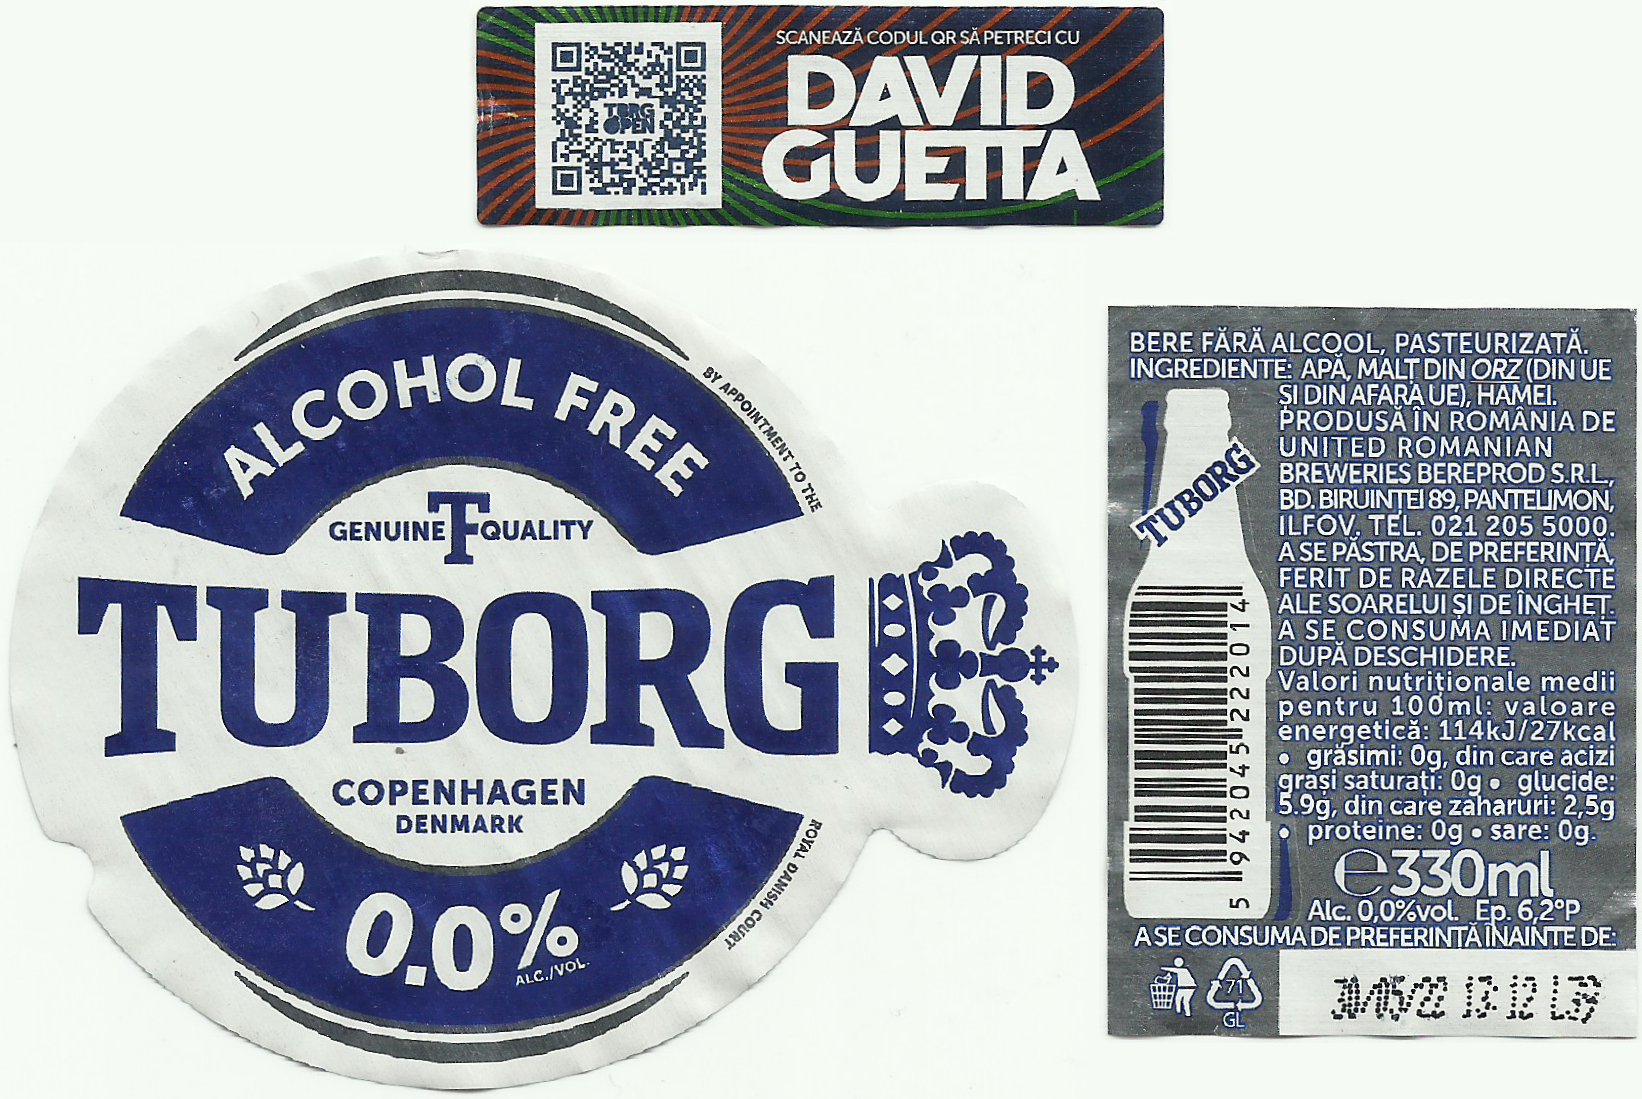 SCANEAZĂ CODUL QR SĂ PETRECI CU
DAVID
GUETTA
TBRG
OPEN
ALCOHOL FREE
BY APPOINTMENT TO THE
GENUINE T QUALITY
TUBORG
COPENHAGEN
DENMARK
ROYAL DANISH COURT
0.0%
ALC./VOL.
BERE FĂRĂ ALCOOL, PASTEURIZATĂ.
INGREDIENTE: APĂ, MALȚ DIN ORZ (DIN UE
ȘI DIN AFARA UE), HAMEI.
PRODUSĂ ÎN ROMÂNIA DE
UNITED ROMANIAN
BREWERIES BEREPROD S.R.L.,
BD. BIRUINȚEI 89, PANTELIMON,
ILFOV, TEL. 021 205 5000.
A SE PĂSTRA, DE PREFERINȚĂ,
FERIT DE RAZELE DIRECTE
ALE SOARELUI ȘI DE ÎNGHEȚ.
A SE CONSUMA IMEDIAT
DUPĂ DESCHIDERE.
Valori nutriționale medii
pentru 100ml: valoare
energetică: 114kJ/27kcal
• grăsimi: 0g, din care acizi
grași saturați: 0g • glucide:
5.9g, din care zaharuri: 2,5g
• proteine: 0g • sare: 0g.
TUBORG
5 942045 222014
℮330ml
Alc. 0,0%vol. Ep. 6,2°P
A SE CONSUMA DE PREFERINȚĂ ÎNAINTE DE:
71
GL
13:12